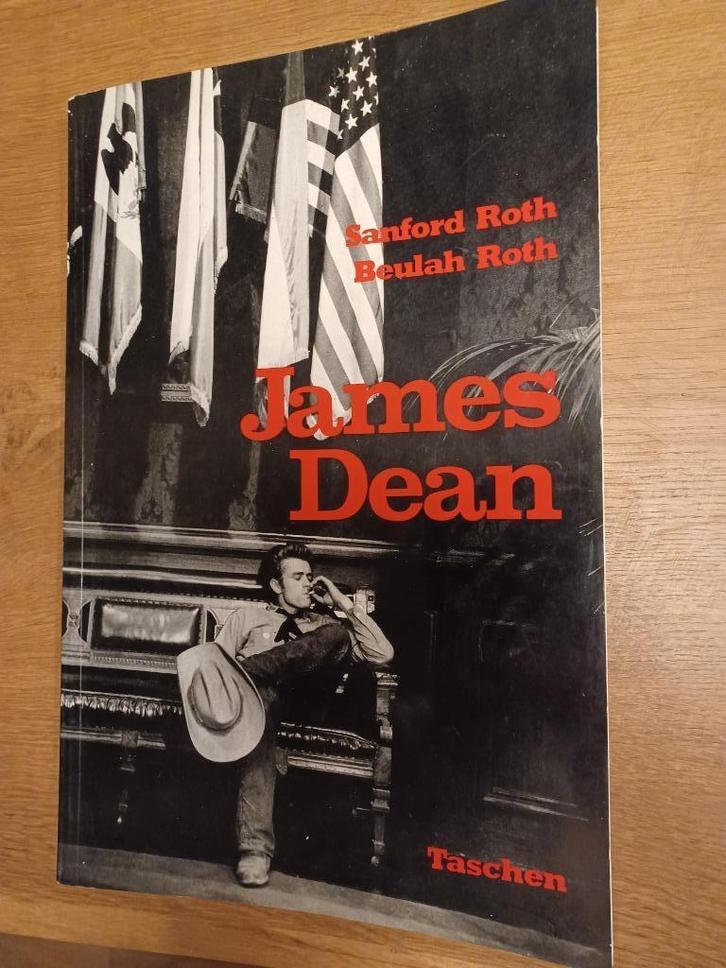 Sanford Roth
Beulah Roth
James
Dean
Taschen